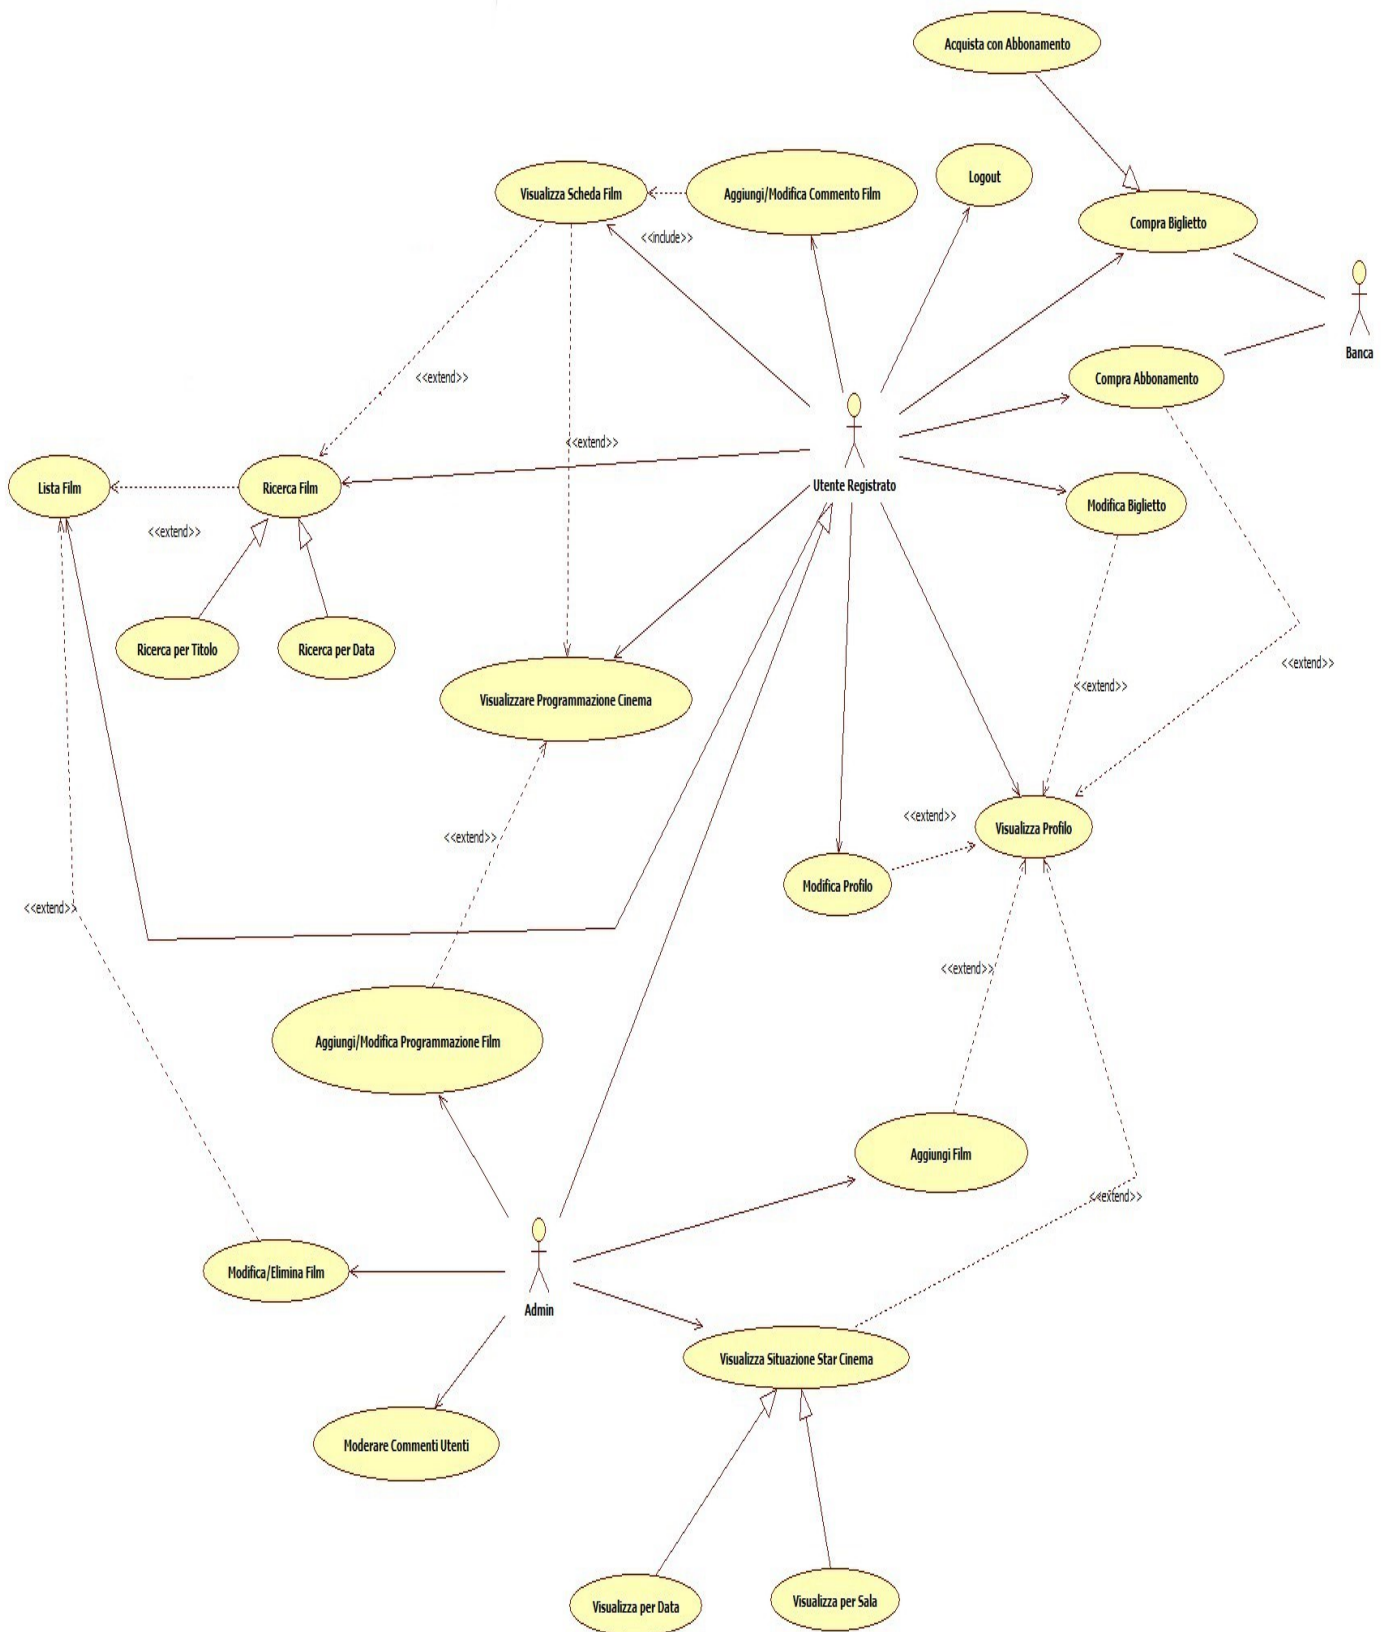 Acquista con Abbonamento
Logout
Visualizza Scheda Film
Aggiungi/Modifica Commento Film
Compra Biglietto
<<include>>
Banca
<<extend>>
Compra Abbonamento
<<extend>>
Utente Registrato
Lista Film
Ricerca Film
Modifica Biglietto
<<extend>>
Ricerca per Titolo
Ricerca per Data
<<extend>>
<<extend>>
Visualizzare Programmazione Cinema
<<extend>>
Visualizza Profilo
<<extend>>
Modifica Profilo
<<extend>>
<<extend>>
Aggiungi/Modifica Programmazione Film
Aggiungi Film
<<extend>>
Modifica/Elimina Film
Admin
Visualizza Situazione Star Cinema
Moderare Commenti Utenti
Visualizza per Data
Visualizza per Sala